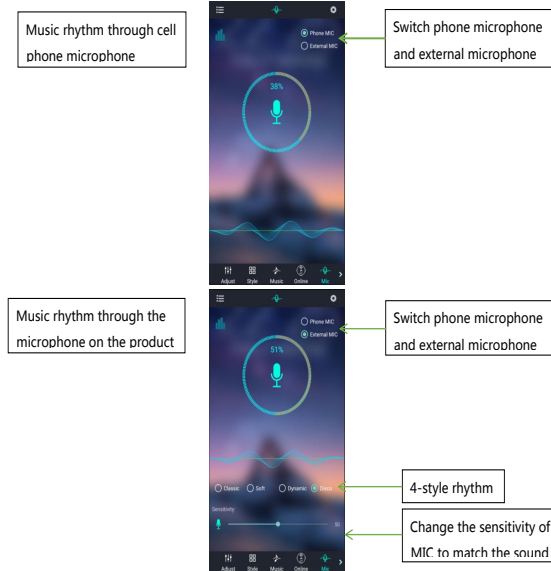 Music rhythm through cell
phone microphone
Phone MIC
External MIC
Switch phone microphone
and external microphone
38%
Adjust Style Music Online Mic
Music rhythm through the
microphone on the product
Phone MIC
External MIC
Switch phone microphone
and external microphone
51%
Classic Soft Dynamic Disco
4-style rhythm
Sensitivity
50
Change the sensitivity of
MIC to match the sound
Adjust Style Music Online Mic